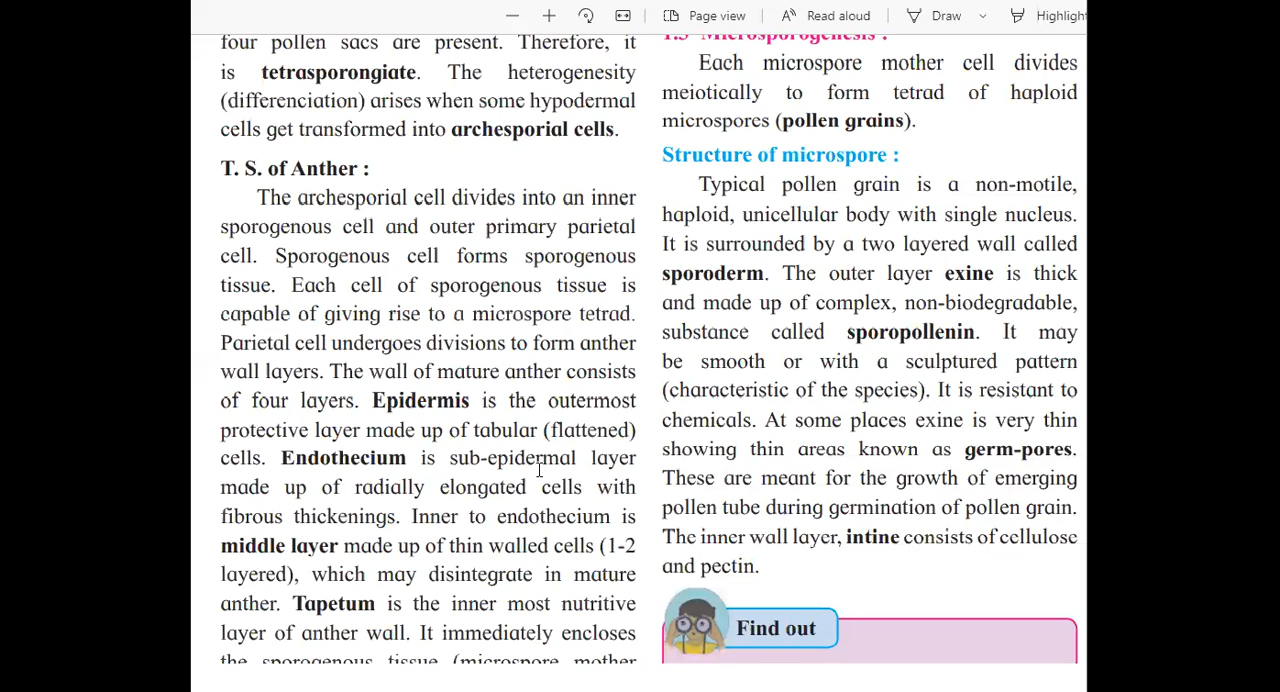 Page view
Read aloud
Draw
Highlight
four pollen sacs are present. Therefore, it
is tetrasporongiate. The heterogenesity
(differenciation) arises when some hypodermal
cells get transformed into archesporial cells.
T. S. of Anther :
The archesporial cell divides into an inner
sporogenous cell and outer primary parietal
cell. Sporogenous cell forms sporogenous
tissue. Each cell of sporogenous tissue is
capable of giving rise to a microspore tetrad.
Parietal cell undergoes divisions to form anther
wall layers. The wall of mature anther consists
of four layers. Epidermis is the outermost
protective layer made up of tabular (flattened)
cells. Endothecium is sub-epidermal layer
made up of radially elongated cells with
fibrous thickenings. Inner to endothecium is
middle layer made up of thin walled cells (1-2
layered), which may disintegrate in mature
anther. Tapetum is the inner most nutritive
layer of anther wall. It immediately encloses
the sporogenous tissue (microspore mother
1.3 Microsporogenesis :
Each microspore mother cell divides
meiotically to form tetrad of haploid
microspores (pollen grains).
Structure of microspore :
Typical pollen grain is a non-motile,
haploid, unicellular body with single nucleus.
It is surrounded by a two layered wall called
sporoderm. The outer layer exine is thick
and made up of complex, non-biodegradable,
substance called sporopollenin. It may
be smooth or with a sculptured pattern
(characteristic of the species). It is resistant to
chemicals. At some places exine is very thin
showing thin areas known as germ-pores.
These are meant for the growth of emerging
pollen tube during germination of pollen grain.
The inner wall layer, intine consists of cellulose
and pectin.
Find out